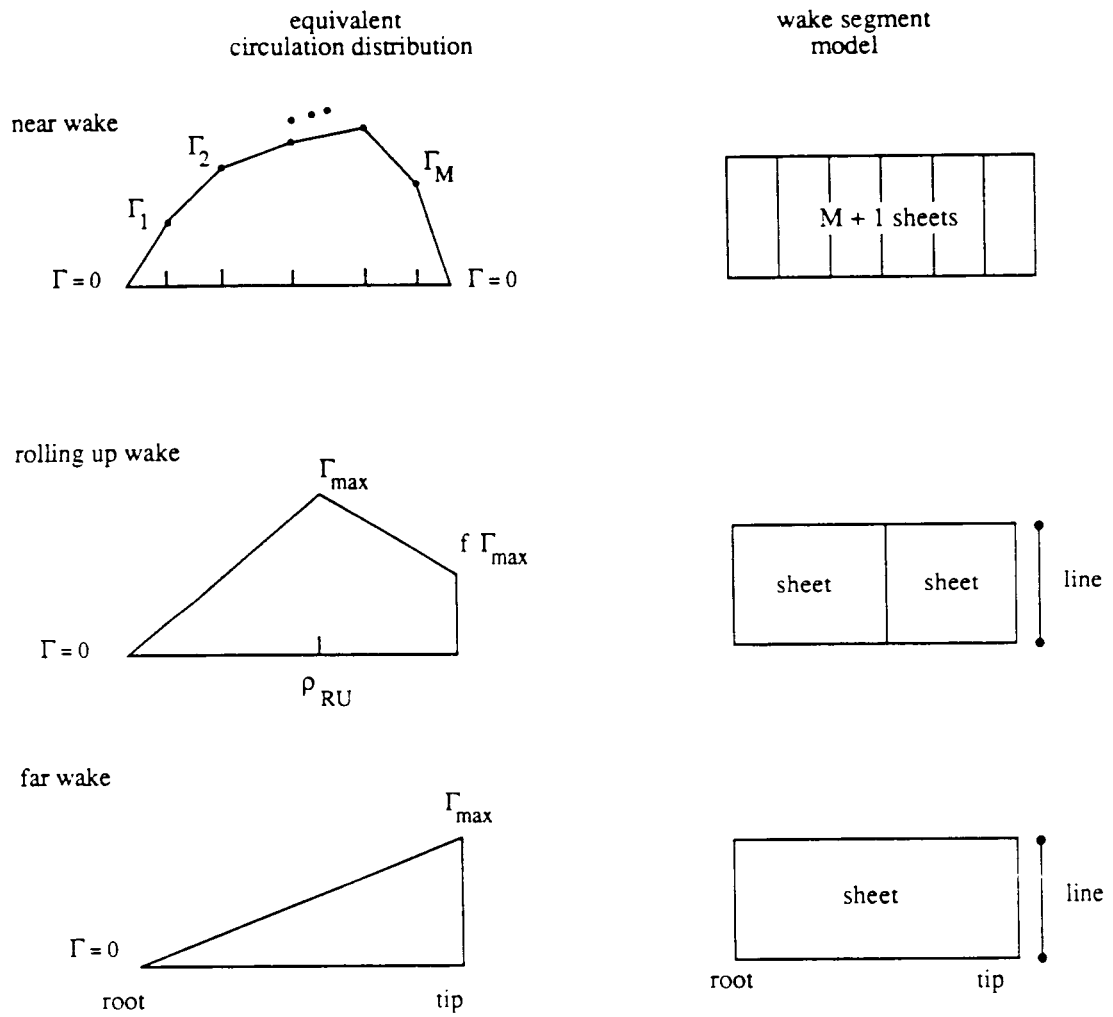 equivalent
circulation distribution
wake segment
model
near wake
Γ1
Γ2
ΓM
Γ = 0
Γ = 0
M + 1 sheets
rolling up wake
Γmax
f Γmax
Γ = 0
ρRU
sheet
sheet
line
far wake
Γmax
Γ = 0
root
tip
sheet
line
root
tip